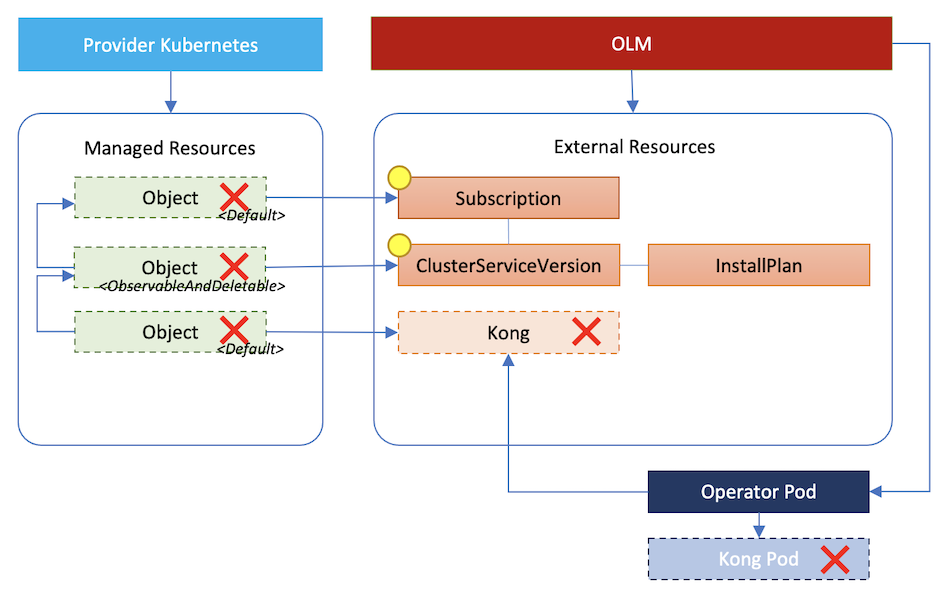 Provider Kubernetes
OLM
Managed Resources
External Resources
Object
<Default>
Subscription
Object
<ObservableAndDeletable>
ClusterServiceVersion
InstallPlan
Object
<Default>
Kong
Operator Pod
Kong Pod